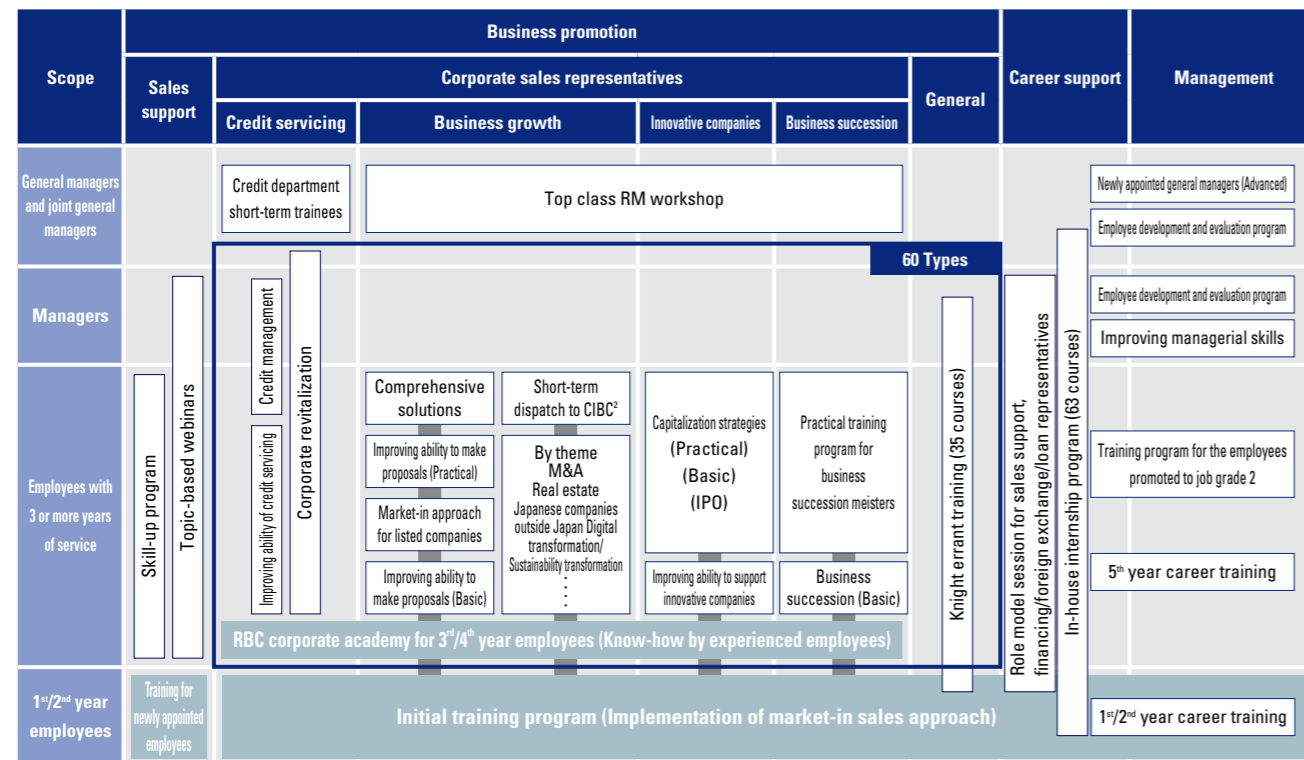 Scope
Business promotion
Career support
Management
Sales
support
Corporate sales representatives
General
Credit servicing
Business growth
Innovative companies
Business succession
General managers
and joint general
managers
Credit department
short-term trainees
Top class RM workshop
Newly appointed general managers (Advanced)
Employee development and evaluation program
60 Types
Managers
Employee development and evaluation program
Improving managerial skills
Employees with
3 or more years
of service
Skill-up program
Topic-based webinars
Credit management
Improving ability of credit servicing
Corporate revitalization
Comprehensive
solutions
Improving ability to make
proposals (Practical)
Market-in approach
for listed companies
Improving ability to
make proposals (Basic)
Short-term
dispatch to CIBC²
By theme
M&A
Real estate
Japanese companies
outside Japan Digital
transformation/
Sustainability transformation
⋮
Capitalization strategies
(Practical)
(Basic)
(IPO)
Improving ability to support
innovative companies
Practical training
program for
business
succession meisters
Business
succession (Basic)
Knight errant training (35 courses)
Role model session for sales support,
financing/foreign exchange/loan representatives
In-house internship program (63 courses)
Training program for the employees
promoted to job grade 2
5th year career training
RBC corporate academy for 3rd/4th year employees (Know-how by experienced employees)
1st/2nd year
employees
Training for
newly appointed
employees
Initial training program (Implementation of market-in sales approach)
1st/2nd year career training